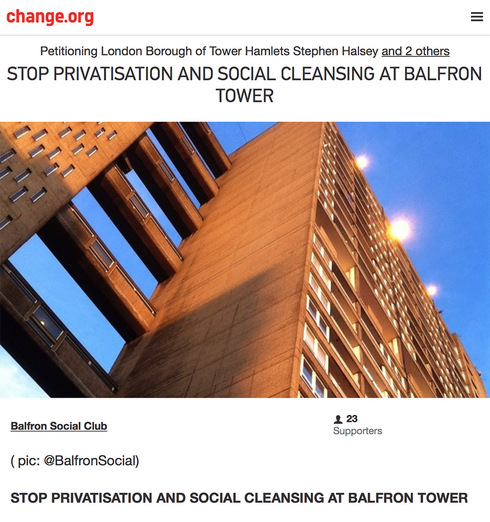 change.org
Petitioning London Borough of Tower Hamlets Stephen Halsey and 2 others
STOP PRIVATISATION AND SOCIAL CLEANSING AT BALFRON
TOWER
Balfron Social Club
23
Supporters
( pic: @BalfronSocial)
STOP PRIVATISATION AND SOCIAL CLEANSING AT BALFRON TOWER